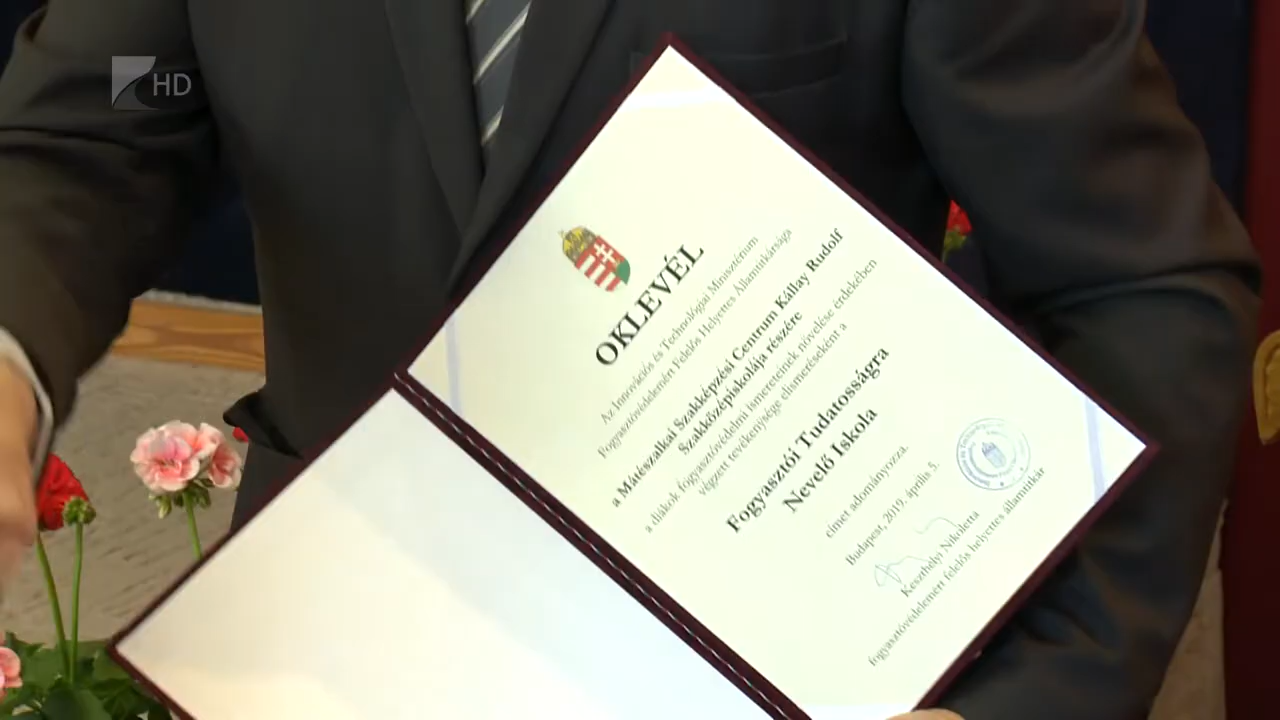 HD
OKLEVÉL
Az Innovációs és Technológiai Minisztérium
Fogyasztóvédelemért Felelős Helyettes Államtitkársága
a Mátészalkai Szakképzési Centrum Kállay Rudolf
Szakközépiskolája részére
a diákok fogyasztóvédelmi ismereteinek növelése érdekében
végzett tevékenysége elismeréseként a
Fogyasztói Tudatosságra
Nevelő Iskola
címet adományozza.
Budapest, 2019. április 5.
Keszthelyi Nikoletta
fogyasztóvédelemért felelős helyettes államtitkár